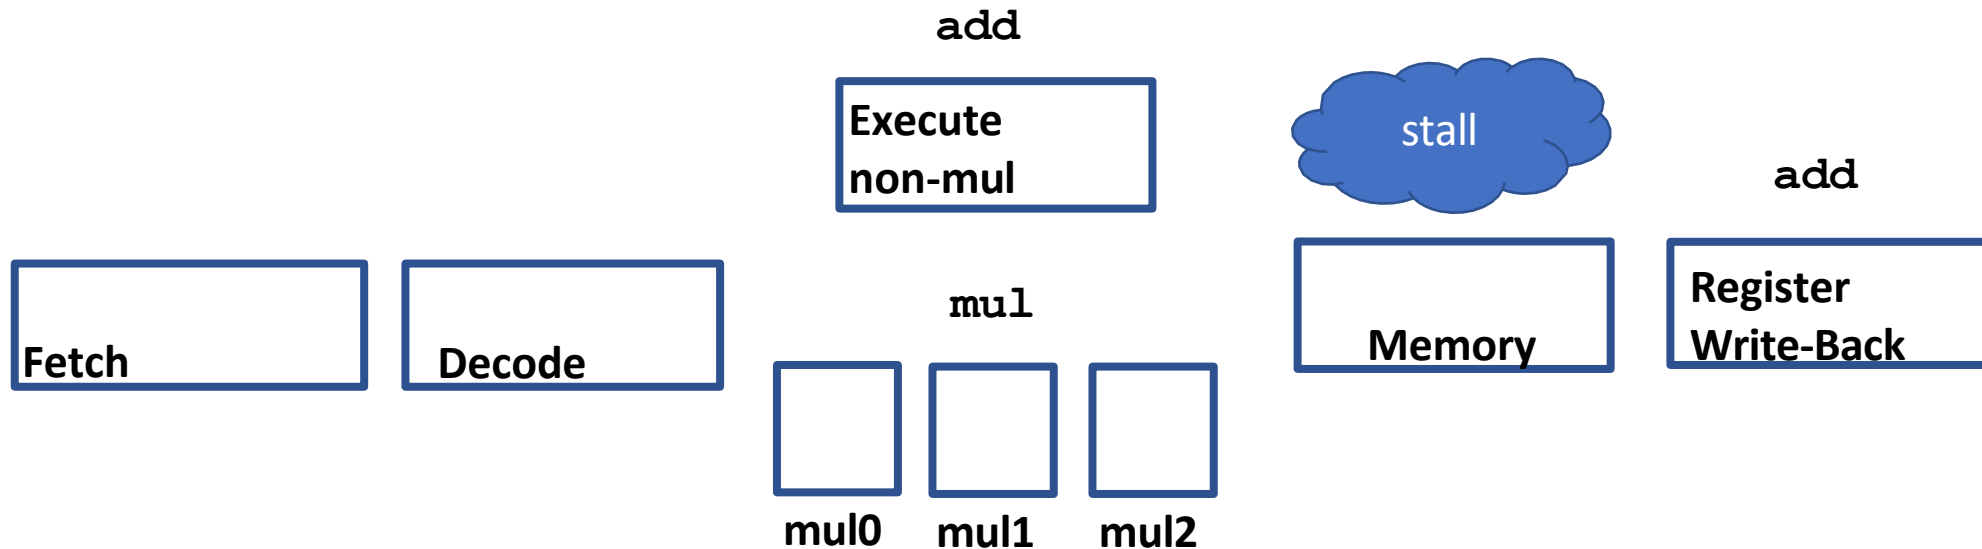 add
Execute
non-mul
stall
add
Fetch
Decode
mul
Memory
Register
Write-Back
mul0
mul1
mul2